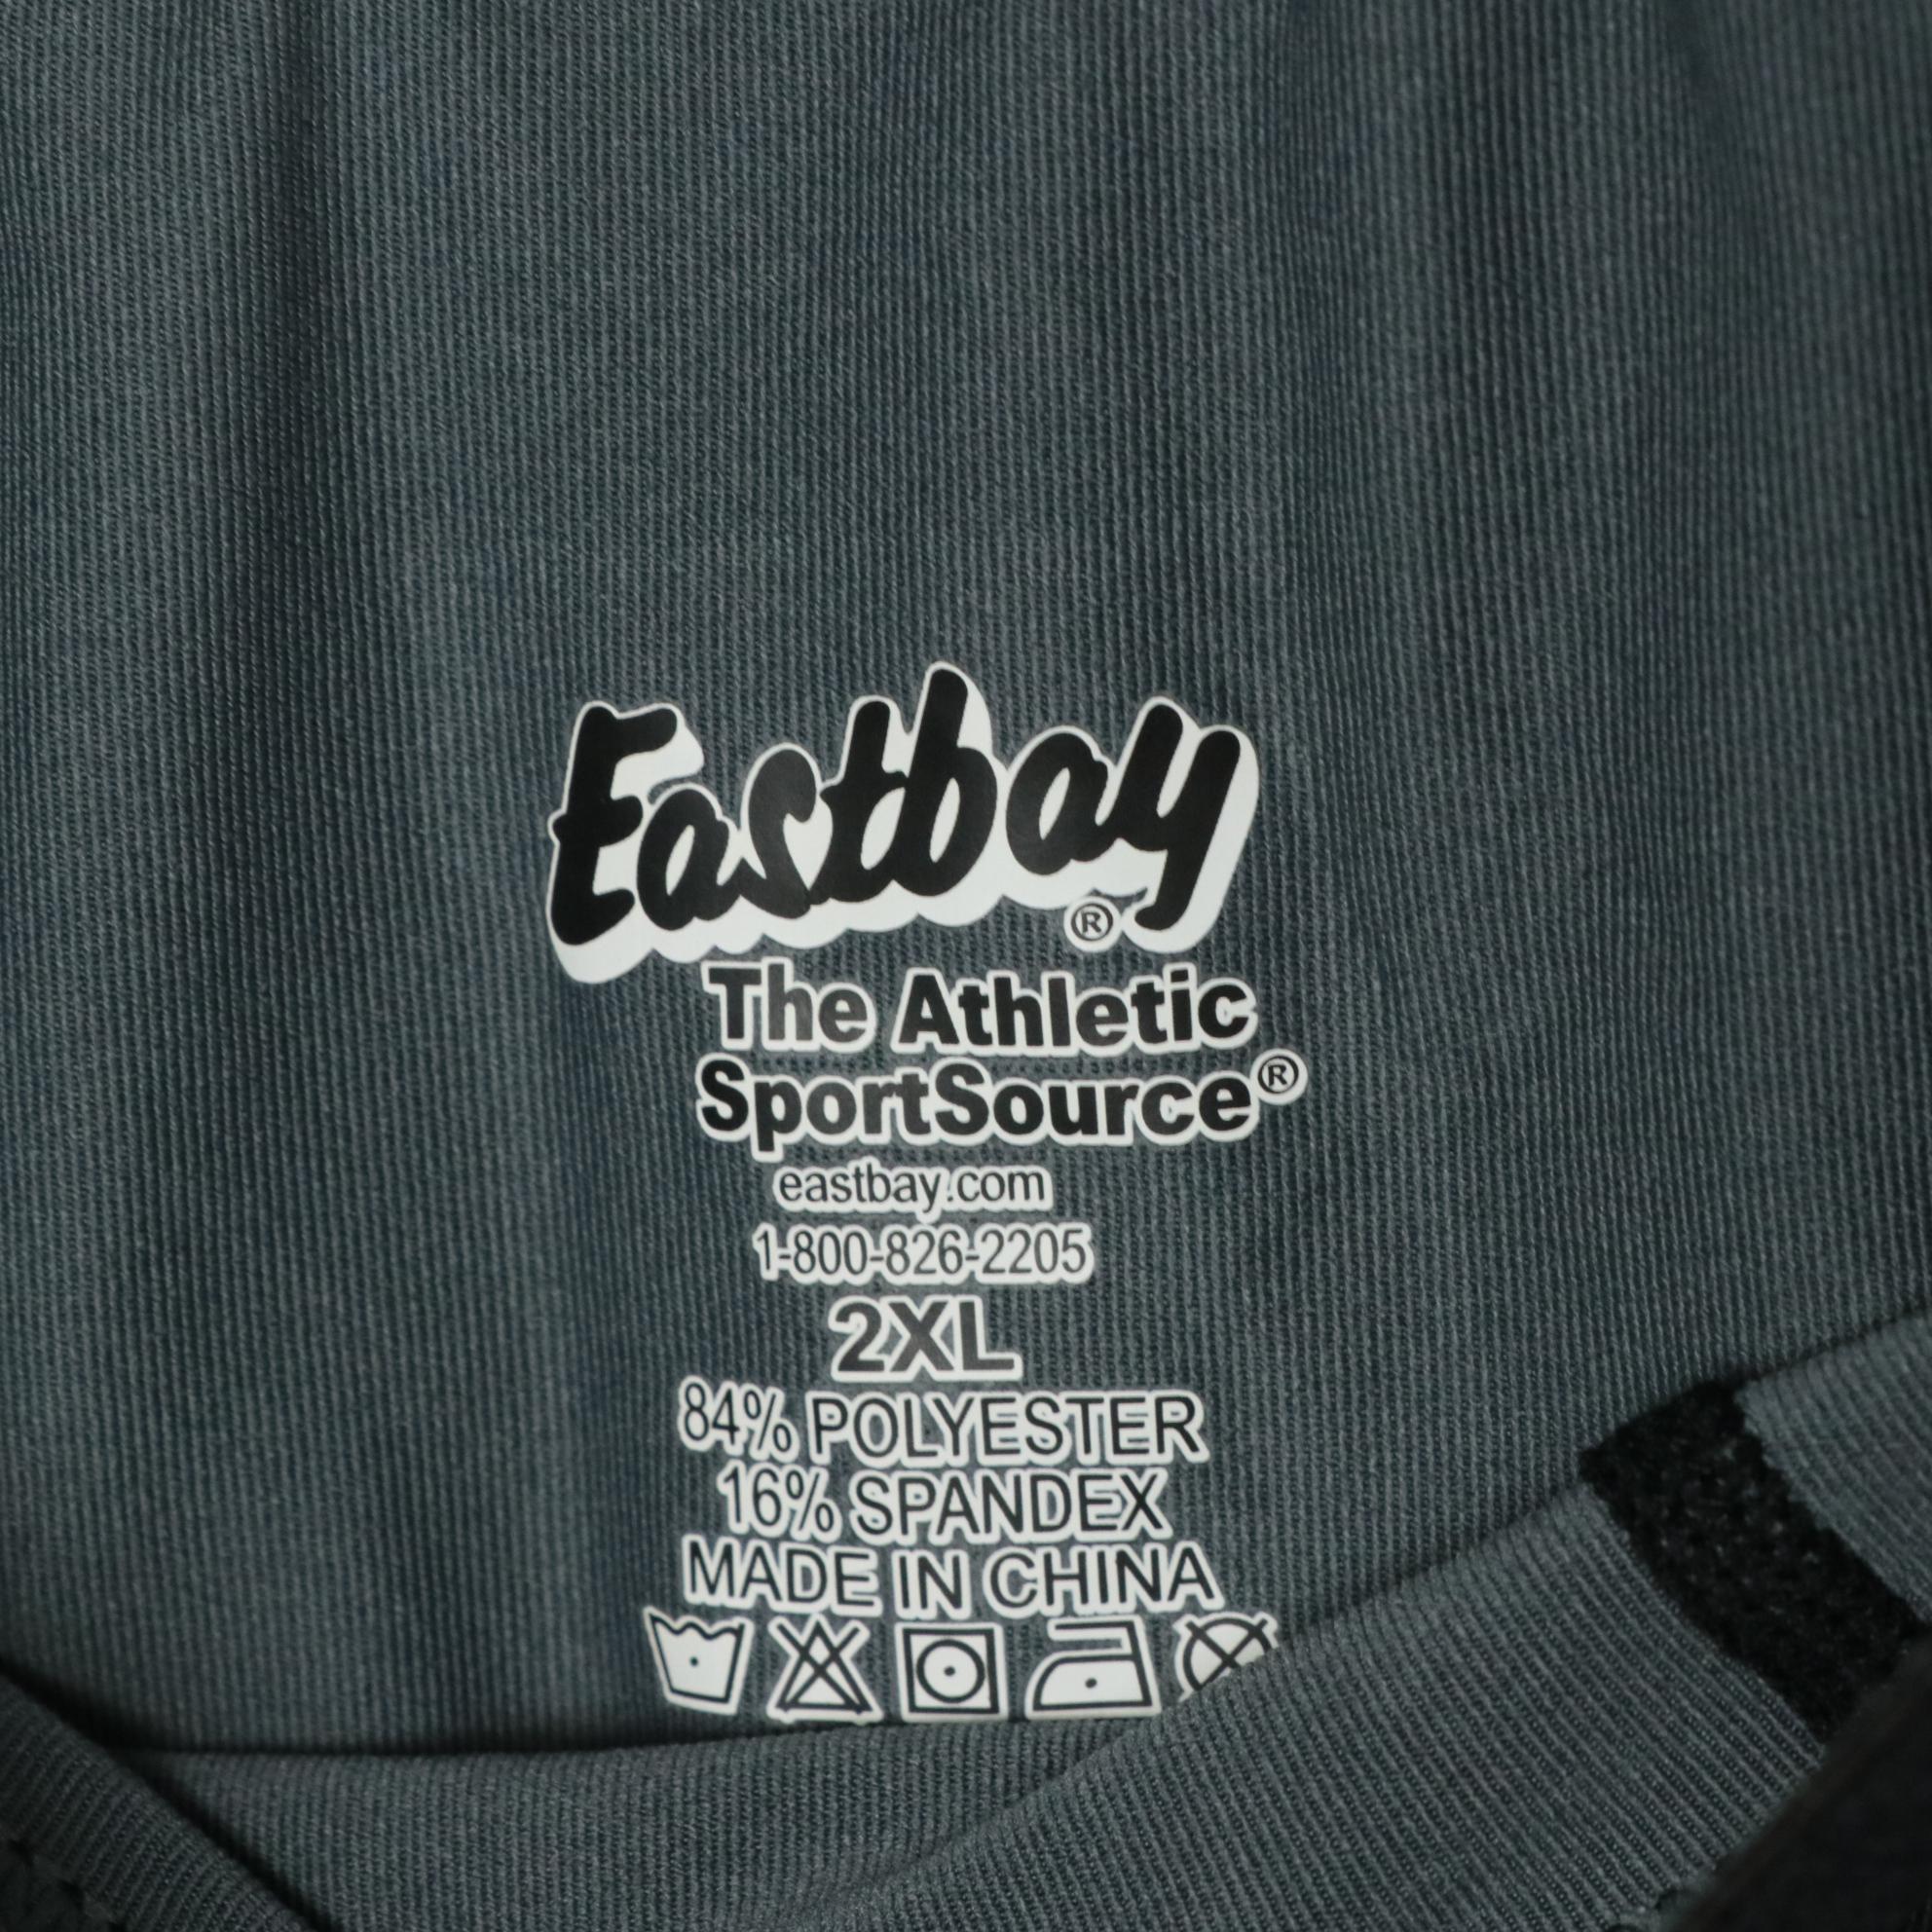 Eastbay®
The Athletic
SportSource®
eastbay.com
1-800-826-2205
2XL
84% POLYESTER
16% SPANDEX
MADE IN CHINA